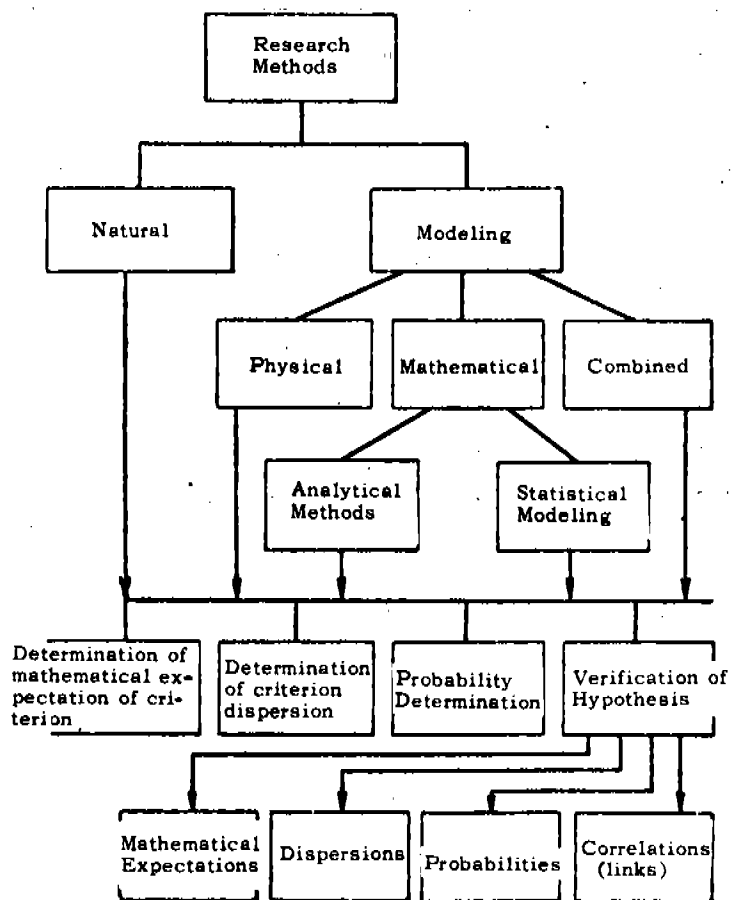 Research
Methods
Natural
Modeling
Physical
Mathematical
Combined
Analytical
Methods
Statistical
Modeling
Determination of
mathematical ex-
pectation of cri-
terion
Determination
of criterion
dispersion
Probability
Determination
Verification of
Hypothesis
Mathematical
Expectations
Dispersions
Probabilities
Correlations
(links)